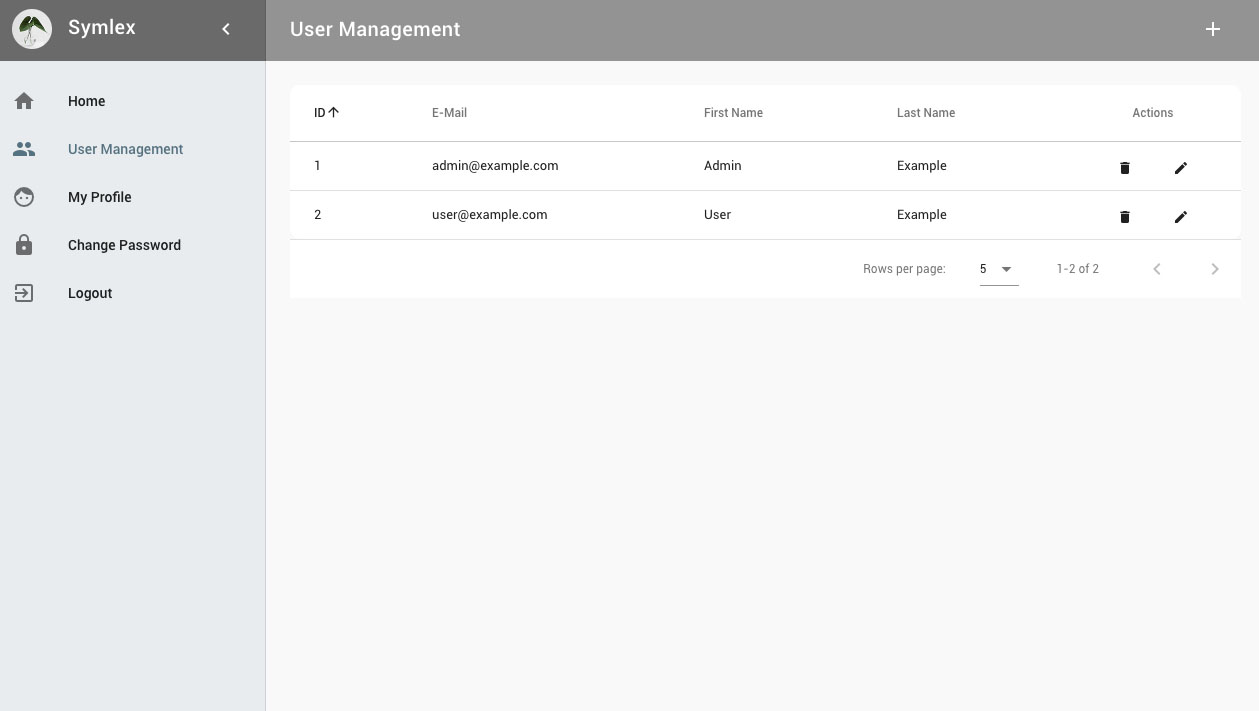 Symlex
User Management
Home
User Management
My Profile
Change Password
Logout
ID E-Mail First Name Last Name Actions
1 admin@example.com Admin Example
2 user@example.com User Example
Rows per page: 5 1-2 of 2